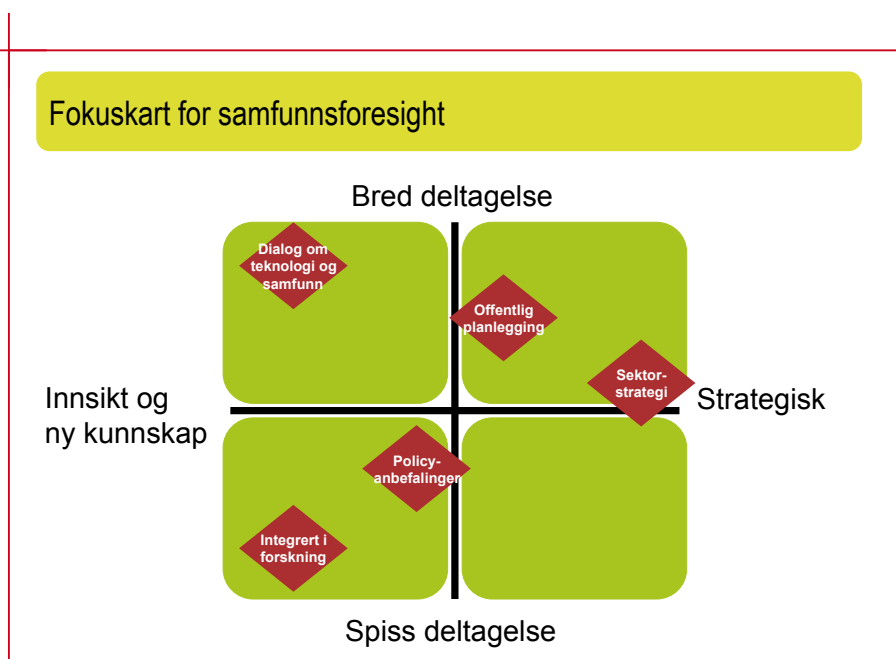 Fokuskart for samfunnsforesight
Bred deltagelse
Dialog om
teknologi og
samfunn
Offentlig
planlegging
Sektor-
strategi
Innsikt og
ny kunnskap
Strategisk
Policy-
anbefalinger
Integrert i
forskning
Spiss deltagelse